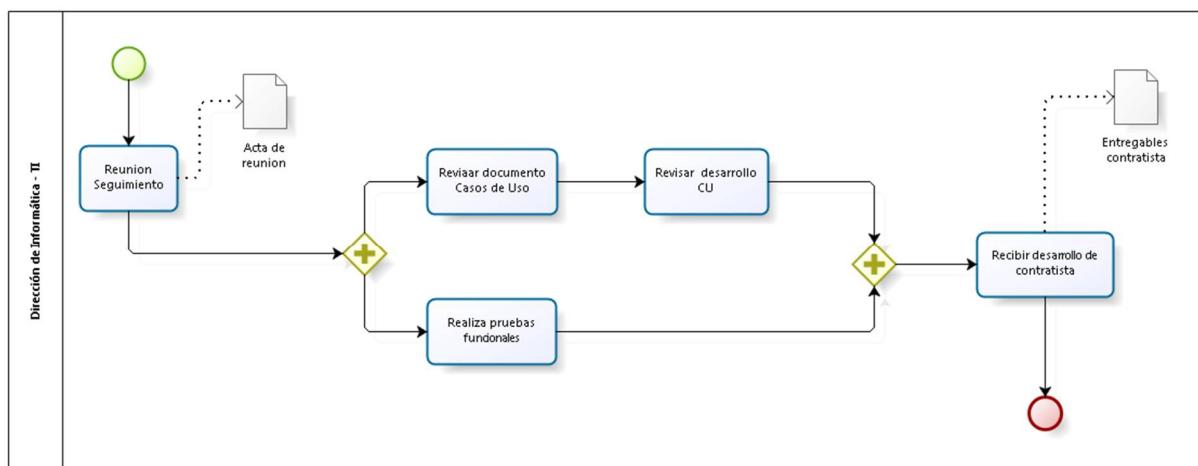 Dirección de Informática - TI
Reunion
Seguimiento
Acta de
reunion
Reviaar documento
Casos de Uso
Revisar desarrollo
CU
Realiza pruebas
funcionales
Recibir desarrollo de
contratista
Entregables
contratista